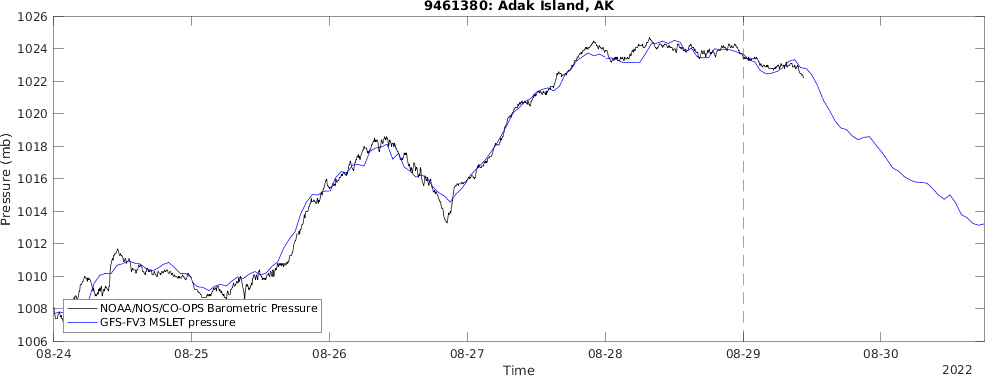 9461380: Adak Island, AK
1026
1024
1022
1020
1018
1016
1014
1012
1010
1008
1006
Pressure (mb)
NOAA/NOS/CO-OPS Barometric Pressure
GFS-FV3 MSLET pressure
08-24 08-25 08-26 08-27 08-28 08-29 08-30
Time
2022